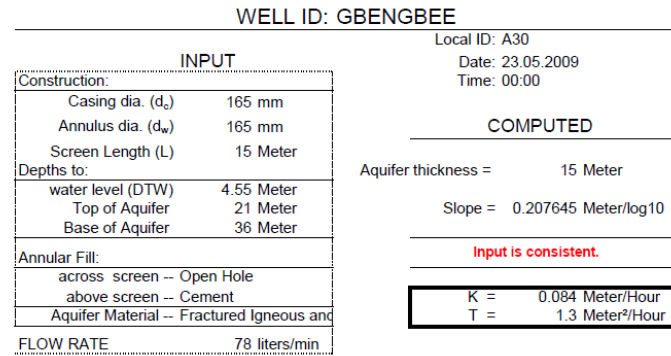 WELL ID: GBENGBEE
Local ID: A30
INPUT
Date: 23.05.2009
Construction:
Time: 00:00
Casing dia. (dc) 165 mm
Annulus dia. (dw) 165 mm
COMPUTED
Screen Length (L) 15 Meter
Depths to:
Aquifer thickness = 15 Meter
water level (DTW) 4.55 Meter
Top of Aquifer 21 Meter
Slope = 0.207645 Meter/log10
Base of Aquifer 36 Meter
Input is consistent.
Annular Fill:
across screen -- Open Hole
above screen -- Cement
K = 0.084 Meter/Hour
Aquifer Material -- Fractured Igneous and
T = 1.3 Meter²/Hour
FLOW RATE 78 liters/min